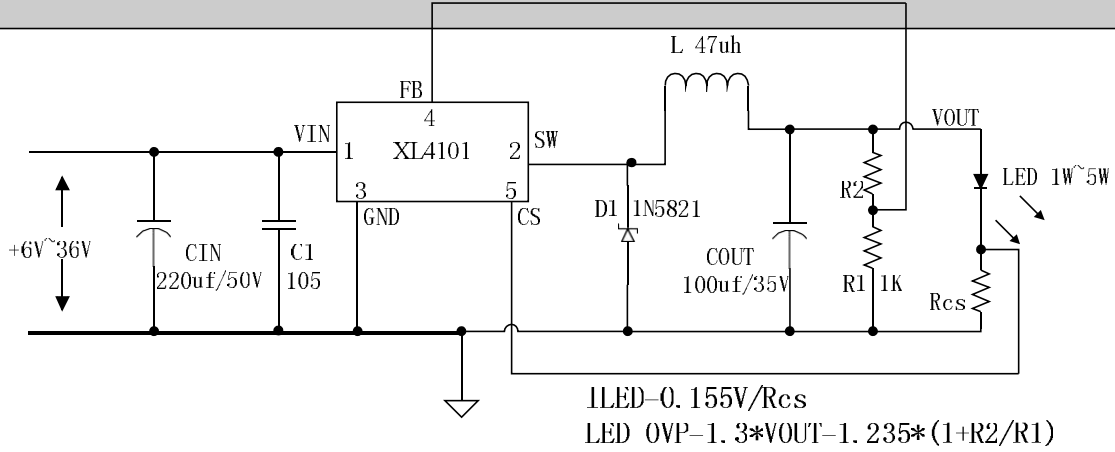 L 47uh
FB
4
VIN
1
XL4101
2
SW
VOUT
3
5
GND
CS
D1 1N5821
R2
LED 1W~5W
+6V~36V
CIN
220uf/50V
C1
105
COUT
100uf/35V
R1 1K
Rcs
ILED-0.155V/Rcs
LED OVP-1.3*VOUT-1.235*(1+R2/R1)